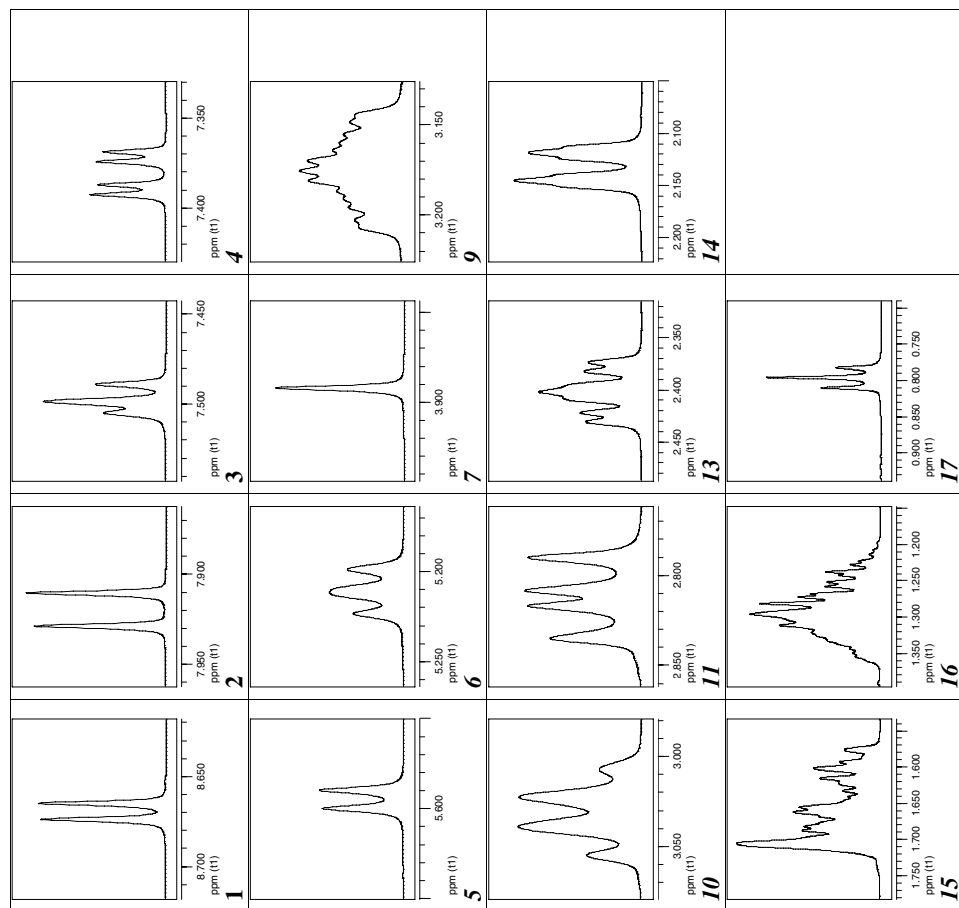 8.700 8.650
ppm (t1)
1
7.950 7.900
ppm (t1)
2
7.500 7.450
ppm (t1)
3
7.400 7.350
ppm (t1)
4
5.600
ppm (t1)
5
5.250 5.200
ppm (t1)
6
3.900
ppm (t1)
7
3.200 3.150
ppm (t1)
9
3.050 3.000
ppm (t1)
10
2.850 2.800
ppm (t1)
11
2.450 2.400 2.350
ppm (t1)
13
2.200 2.150 2.100
ppm (t1)
14
1.750 1.700 1.650 1.600
ppm (t1)
15
1.350 1.300 1.250 1.200
ppm (t1)
16
0.900 0.850 0.800 0.750
ppm (t1)
17